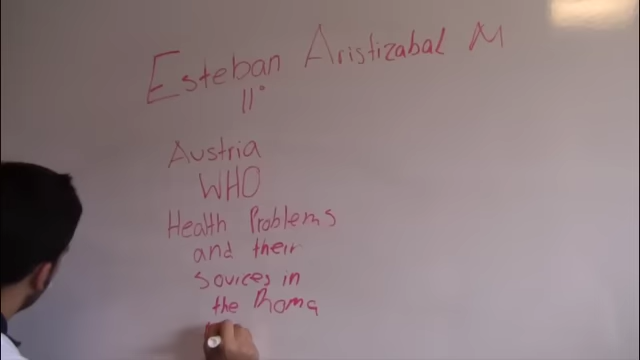 Esteban Aristizabal M
11°
Austria
WHO
Health Problems
and their
sources in
the Roma